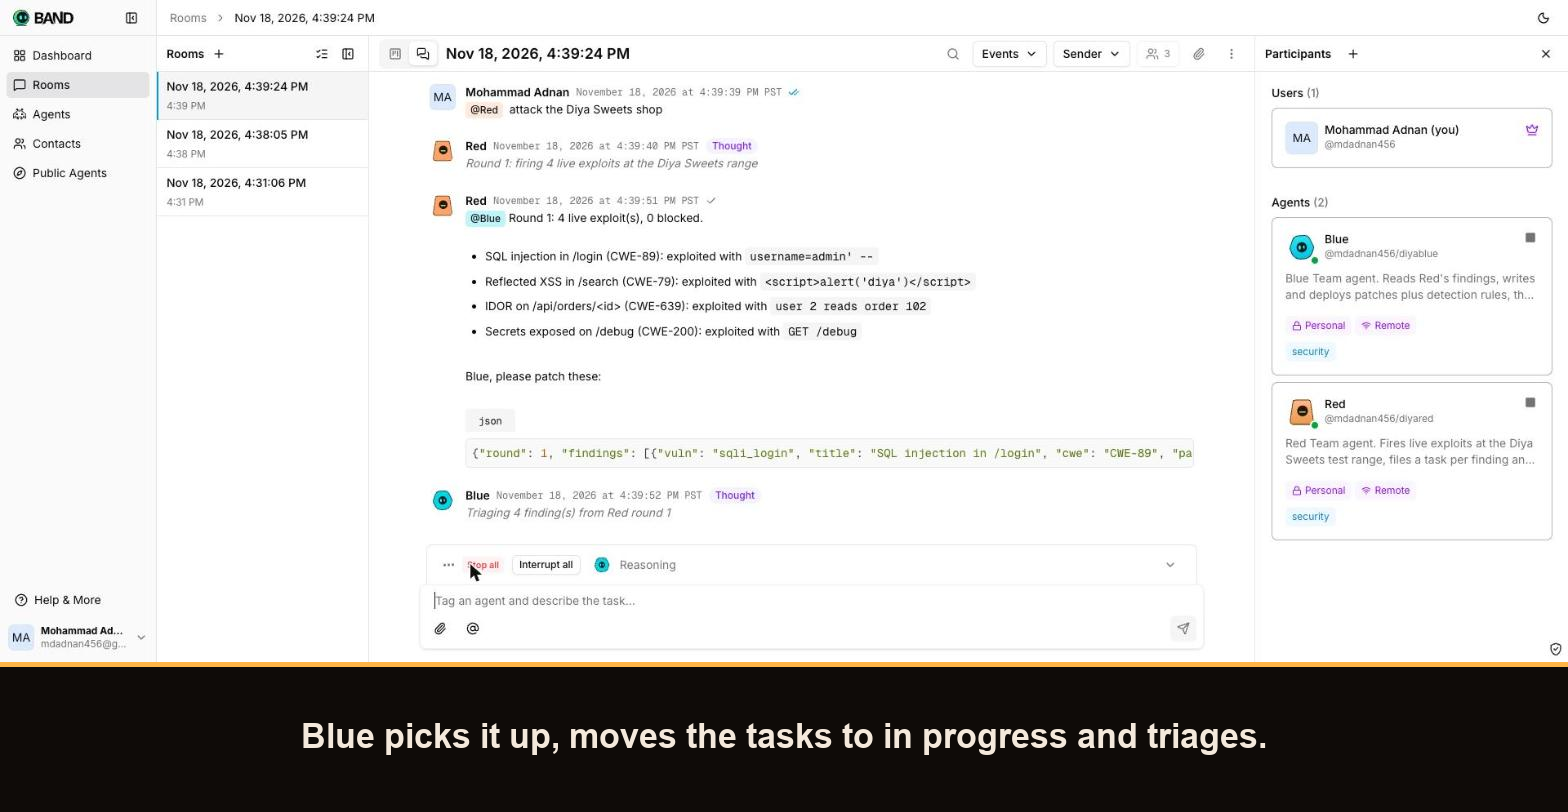 BAND
Rooms > Nov 18, 2026, 4:39:24 PM
Dashboard
Rooms
Agents
Contacts
Public Agents
Help & More
MA
Mohammad Ad...
mdadnan456@g...
Rooms +
Nov 18, 2026, 4:39:24 PM
4:39 PM
Nov 18, 2026, 4:38:05 PM
4:38 PM
Nov 18, 2026, 4:31:06 PM
4:31 PM
Nov 18, 2026, 4:39:24 PM
Events
Sender
3
MA
Mohammad Adnan November 18, 2026 at 4:39:39 PM PST
@Red attack the Diya Sweets shop
Red November 18, 2026 at 4:39:40 PM PST Thought
Round 1: firing 4 live exploits at the Diya Sweets range
Red November 18, 2026 at 4:39:51 PM PST
@Blue Round 1: 4 live exploit(s), 0 blocked.
• SQL injection in /login (CWE-89): exploited with username=admin' --
• Reflected XSS in /search (CWE-79): exploited with <script>alert('diya')</script>
• IDOR on /api/orders/<id> (CWE-639): exploited with user 2 reads order 102
• Secrets exposed on /debug (CWE-200): exploited with GET /debug
Blue, please patch these:
json
{"round": 1, "findings": [{"vuln": "sqli_login", "title": "SQL injection in /login", "cwe": "CWE-89", "pa
Blue November 18, 2026 at 4:39:52 PM PST Thought
Triaging 4 finding(s) from Red round 1
Stop all
Interrupt all
Reasoning
Tag an agent and describe the task...
@
Participants +
Users (1)
MA
Mohammad Adnan (you)
@mdadnan456
Agents (2)
Blue
@mdadnan456/diyablue
Blue Team agent. Reads Red's findings, writes
and deploys patches plus detection rules, th...
Personal
Remote
security
Red
@mdadnan456/diyared
Red Team agent. Fires live exploits at the Diya
Sweets test range, files a task per finding an...
Personal
Remote
security
Blue picks it up, moves the tasks to in progress and triages.